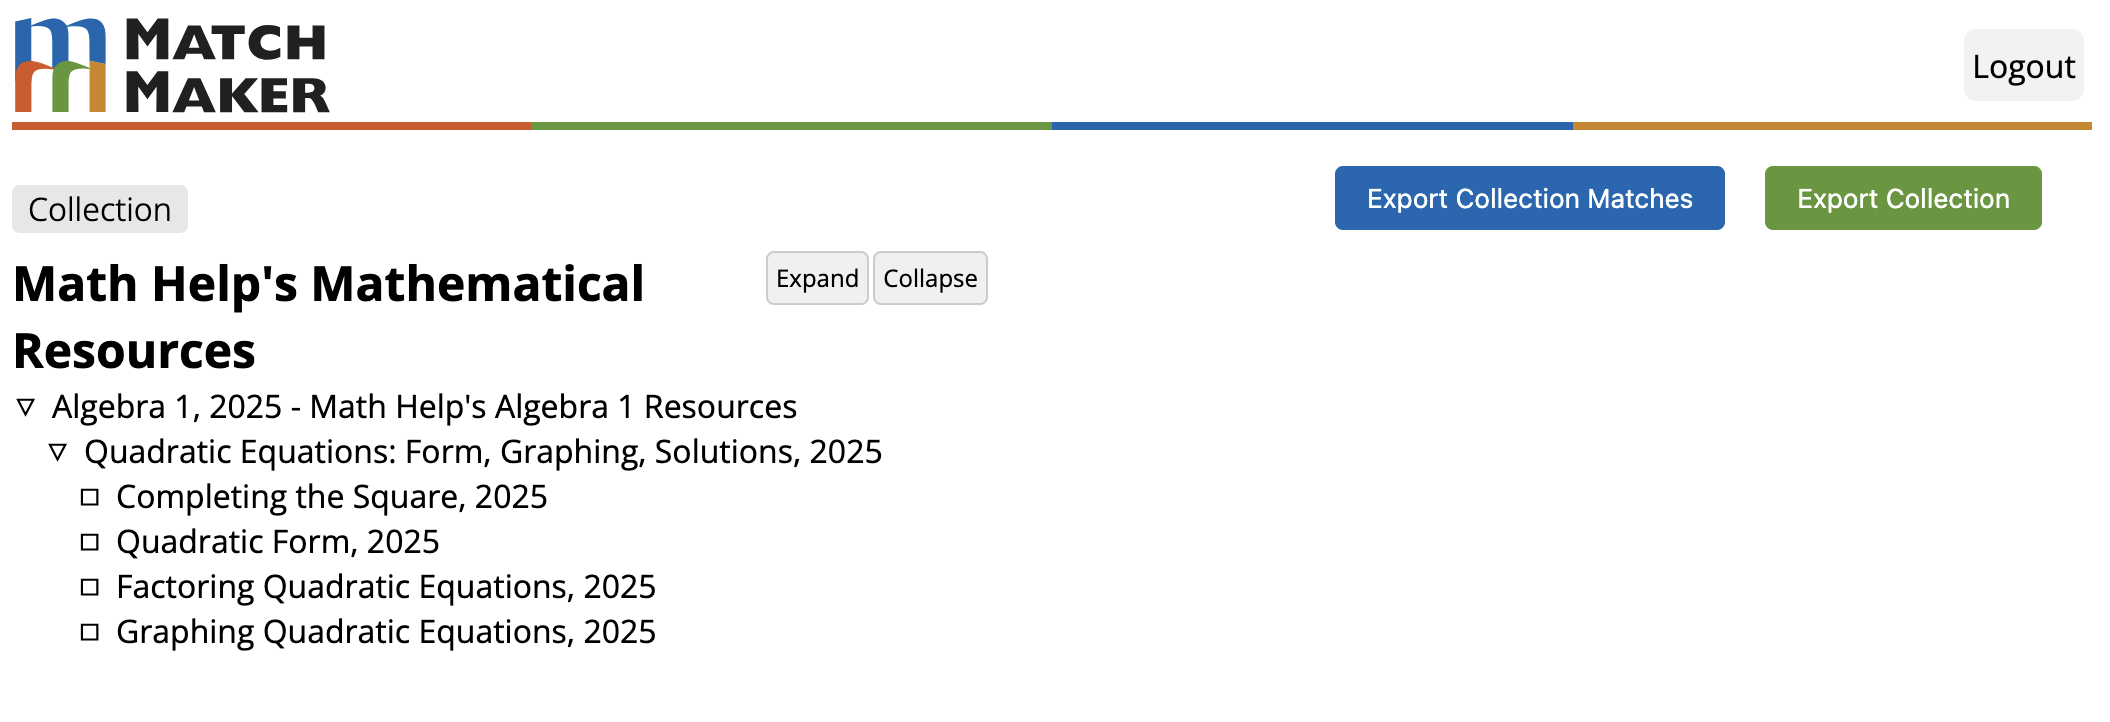 MATCH
MAKER
Logout
Collection
Export Collection Matches
Export Collection
Math Help's Mathematical
Resources
Expand
Collapse
Algebra 1, 2025 - Math Help's Algebra 1 Resources
Quadratic Equations: Form, Graphing, Solutions, 2025
Completing the Square, 2025
Quadratic Form, 2025
Factoring Quadratic Equations, 2025
Graphing Quadratic Equations, 2025